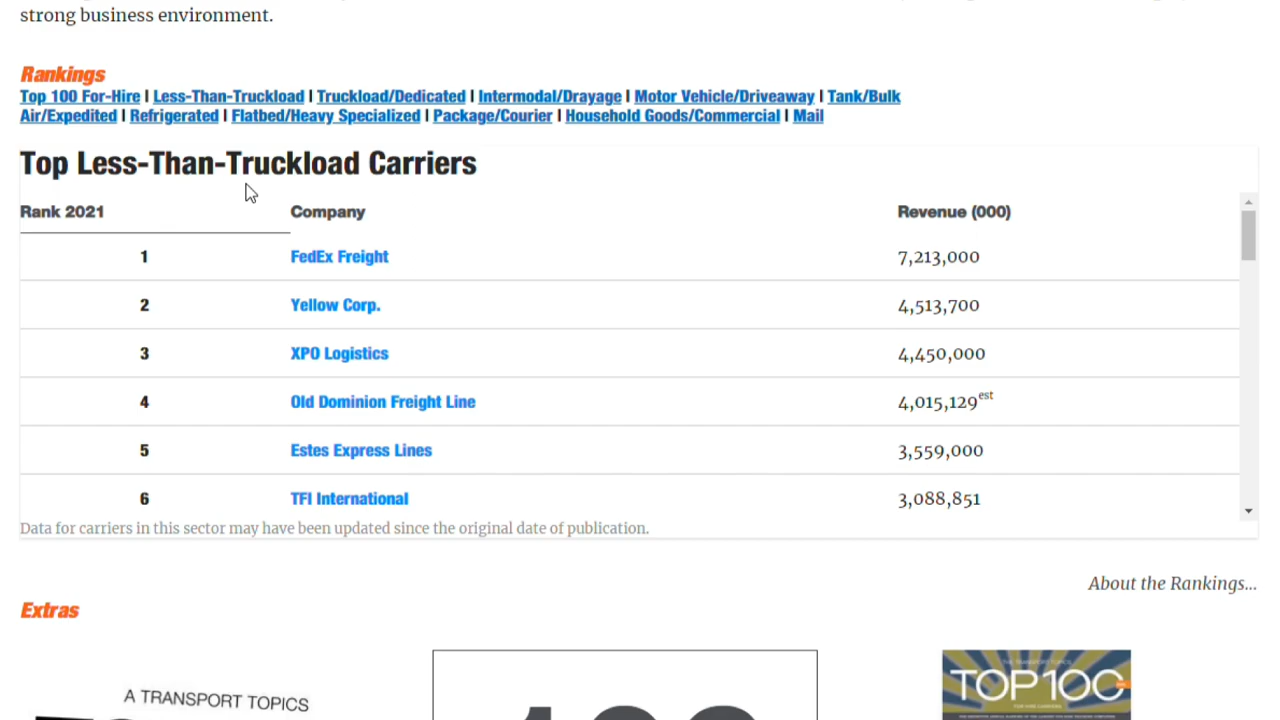 strong business environment.
Rankings
Top 100 For-Hire | Less-Than-Truckload | Truckload/Dedicated | Intermodal/Drayage | Motor Vehicle/Driveaway | Tank/Bulk
Air/Expedited | Refrigerated | Flatbed/Heavy Specialized | Package/Courier | Household Goods/Commercial | Mail
Top Less-Than-Truckload Carriers
Rank 2021 Company Revenue (000)
1 FedEx Freight 7,213,000
2 Yellow Corp. 4,513,700
3 XPO Logistics 4,450,000
4 Old Dominion Freight Line 4,015,129est
5 Estes Express Lines 3,559,000
6 TFI International 3,088,851
Data for carriers in this sector may have been updated since the original date of publication.
About the Rankings...
Extras
A TRANSPORT TOPICS
TOP100